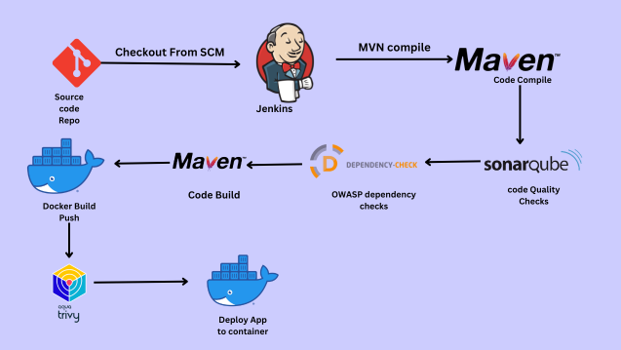 Checkout From SCM
MVN compile
Maven™
Code Compile
Source
code
Repo
Jenkins
Maven™
DEPENDENCY-CHECK
sonarqube
Code Build
OWASP dependency
checks
code Quality
Checks
Docker Build
Push
aqua
trivy
Deploy App
to container